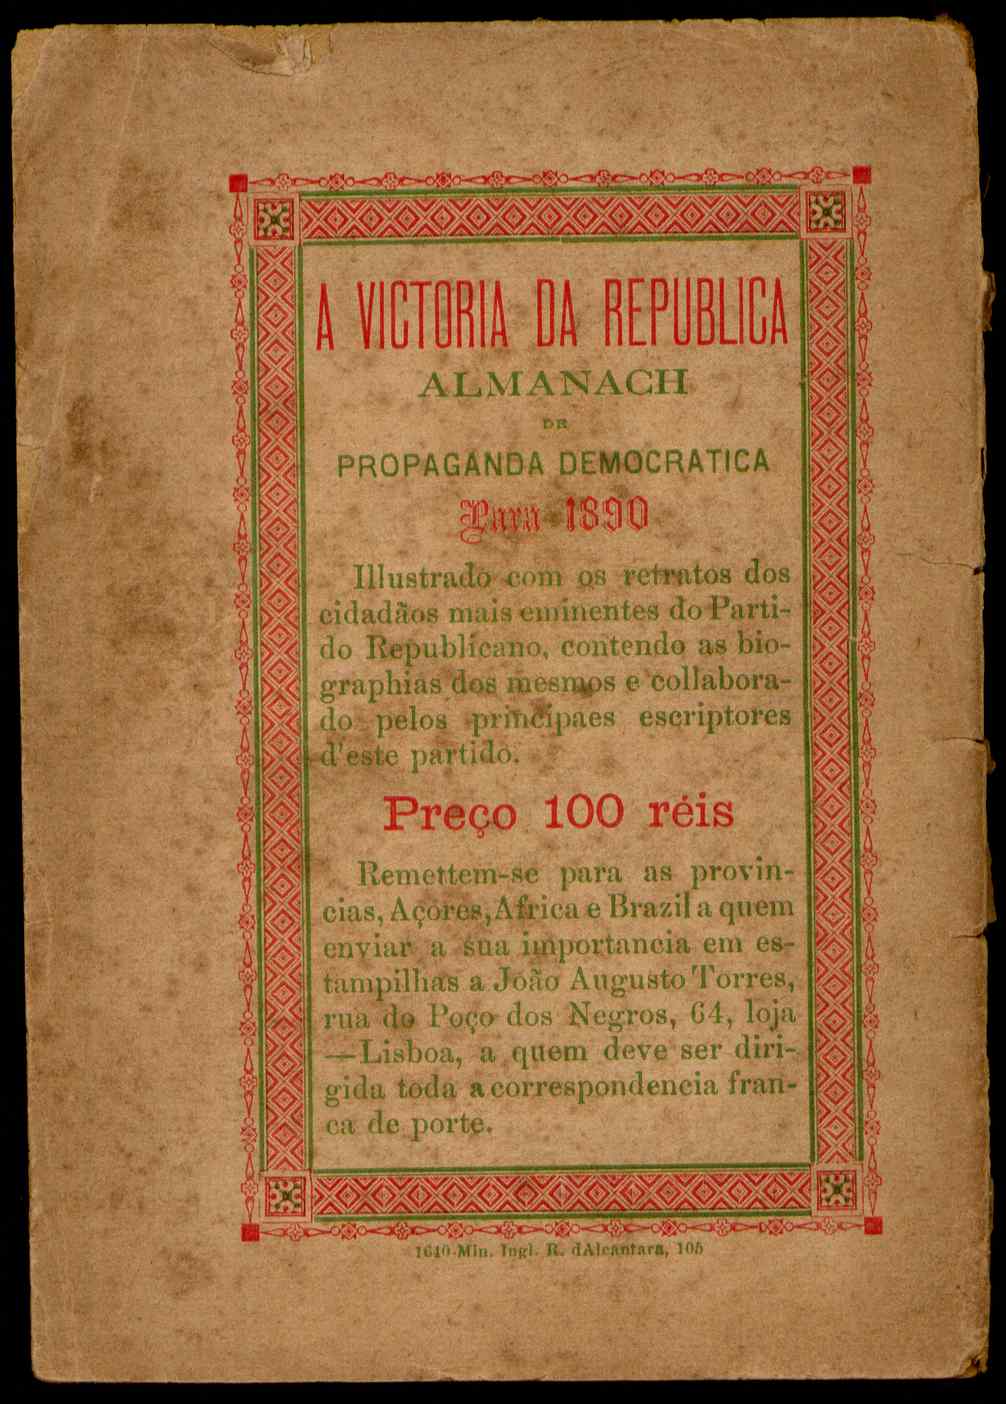 A VICTORIA DA REPUBLICA
ALMANACH
DE
PROPAGANDA DEMOCRATICA
Para 1890
Illustrado com os retratos dos
cidadãos mais eminentes do Parti-
do Republicano, contendo as bio-
graphias dos mesmos e collabora-
do pelos principaes escriptores
d'este partido.
Preço 100 réis
Remettem-se para as provin-
cias, Açores, Africa e Brazil a quem
enviar a sua importancia em es-
tampilhas a João Augusto Torres,
rua do Poço dos Negros, 64, loja
—Lisboa, a quem deve ser diri-
gida toda a correspondencia fran-
ca de porte.
1640-Min. Ingl. R. dAlcantara, 105